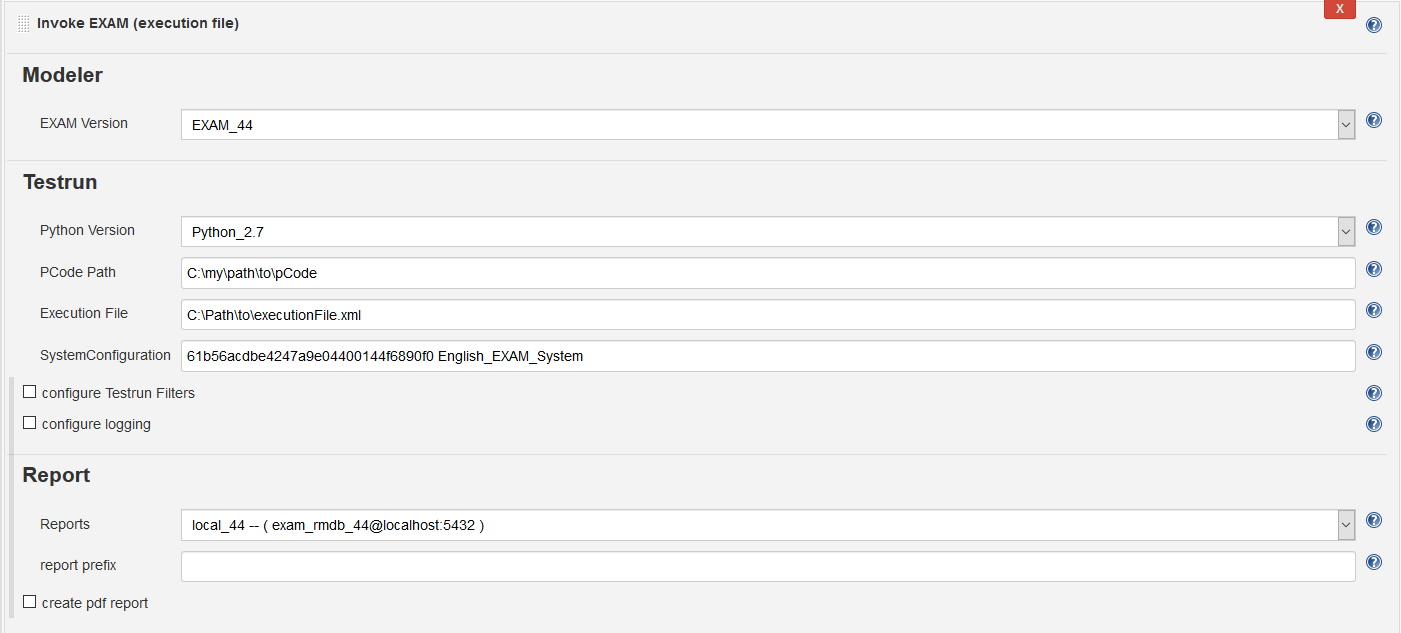 Invoke EXAM (execution file)
X
Modeler
EXAM Version
EXAM_44
Testrun
Python Version
Python_2.7
PCode Path
C:\my\path\to\pCode
Execution File
C:\Path\to\executionFile.xml
SystemConfiguration
61b56acdbe4247a9e04400144f6890f0 English_EXAM_System
configure Testrun Filters
configure logging
Report
Reports
local_44 -- ( exam_rmdb_44@localhost:5432 )
report prefix
create pdf report